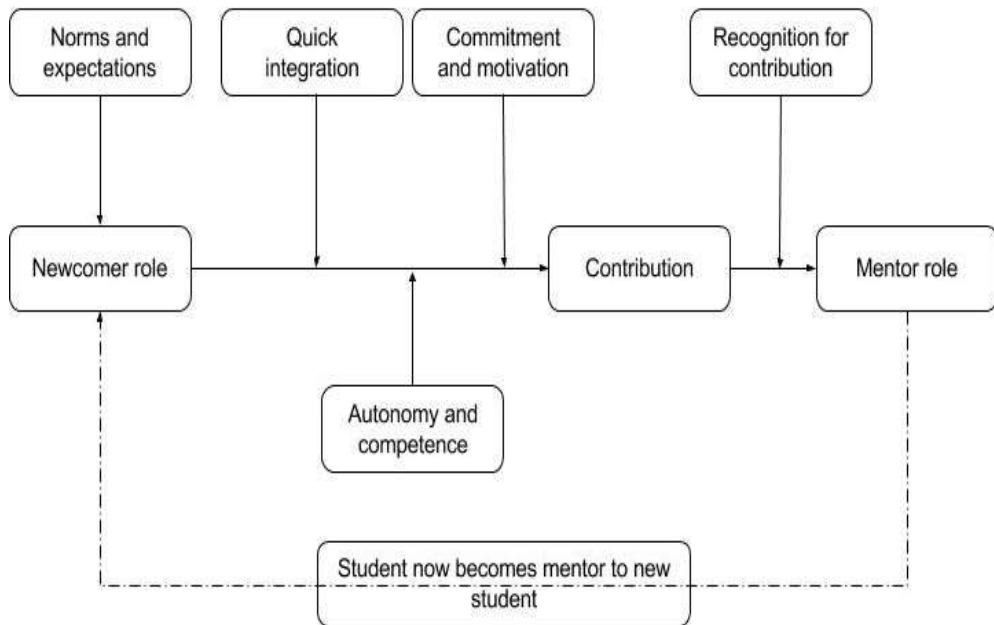 Norms and
expectations
Quick
integration
Commitment
and motivation
Recognition for
contribution
Newcomer role
Contribution
Mentor role
Autonomy and
competence
Student now becomes mentor to new
student